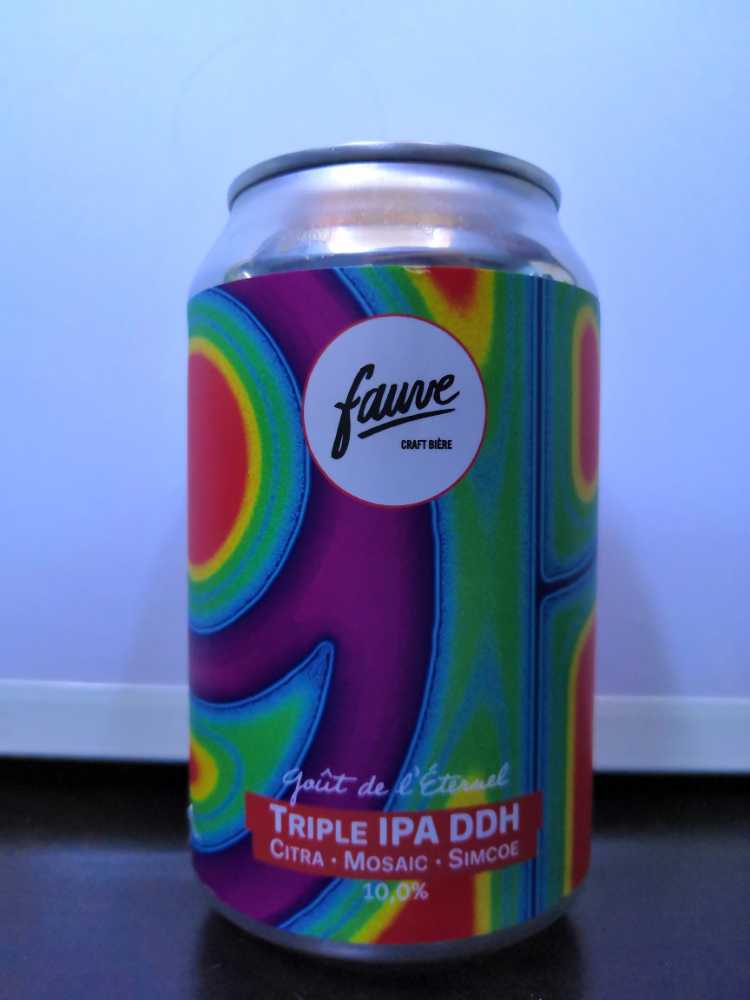 fauve
CRAFT BIÈRE
Goût de l'Éternel
TRIPLE IPA DDH
CITRA · MOSAIC · SIMCOE
10,0%